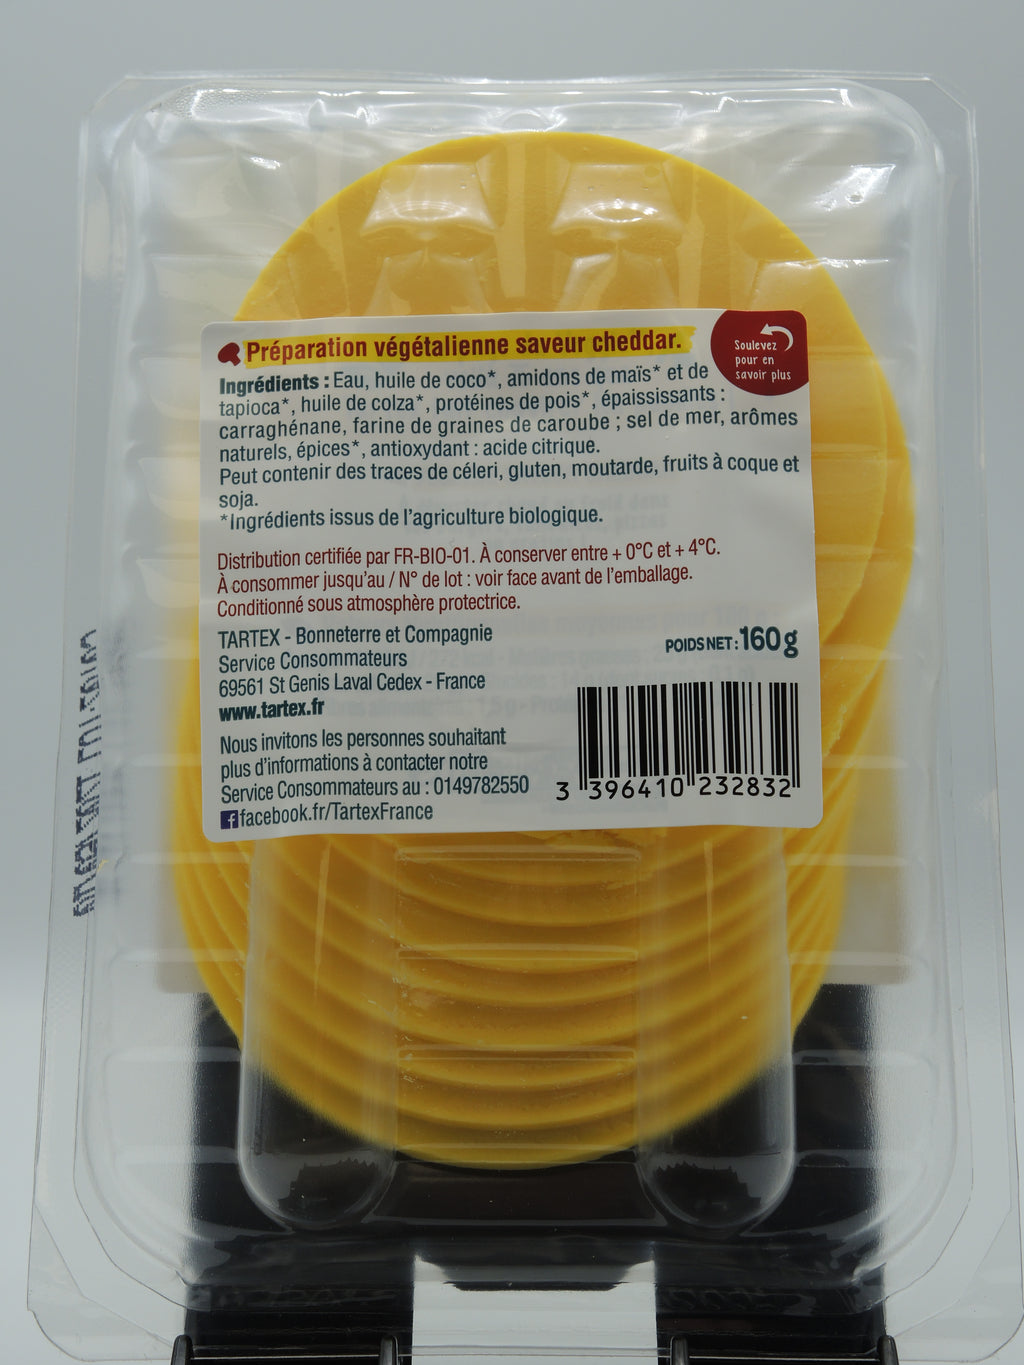 Préparation végétalienne saveur cheddar.
Soulevez
pour en
savoir plus
Ingrédients : Eau, huile de coco*, amidons de maïs* et de
tapioca*, huile de colza*, protéines de pois*, épaississants :
carraghénane, farine de graines de caroube ; sel de mer, arômes
naturels, épices*, antioxydant : acide citrique.
Peut contenir des traces de céleri, gluten, moutarde, fruits à coque et
soja.
*Ingrédients issus de l'agriculture biologique.
Distribution certifiée par FR-BIO-01. À conserver entre + 0°C et + 4°C.
À consommer jusqu'au / N° de lot : voir face avant de l'emballage.
Conditionné sous atmosphère protectrice.
TARTEX - Bonneterre et Compagnie
Service Consommateurs
69561 St Genis Laval Cedex - France
www.tartex.fr
POIDS NET : 160 g
Nous invitons les personnes souhaitant
plus d'informations à contacter notre
Service Consommateurs au : 0149782550
facebook.fr/TartexFrance
3 396410 232832